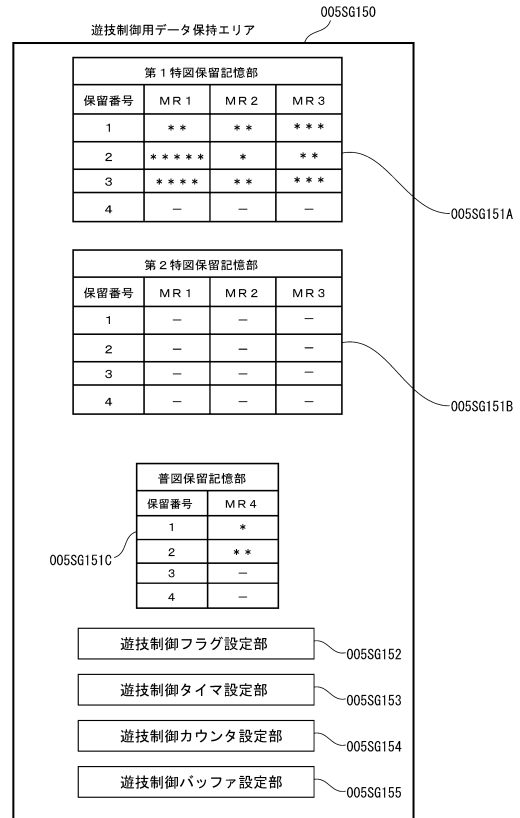 005SG150
遊技制御用データ保持エリア
第１特図保留記憶部
保留番号 ＭＲ１ ＭＲ２ ＭＲ３
1 ** ** ***
2 ***** * **
3 **** ** ***
4 － － －
005SG151A
第２特図保留記憶部
保留番号 ＭＲ１ ＭＲ２ ＭＲ３
1 － － －
2 － － －
3 － － －
4 － － －
005SG151B
普図保留記憶部
保留番号 ＭＲ４
1 *
2 **
3 －
4 －
005SG151C
遊技制御フラグ設定部 005SG152
遊技制御タイマ設定部 005SG153
遊技制御カウンタ設定部 005SG154
遊技制御バッファ設定部 005SG155